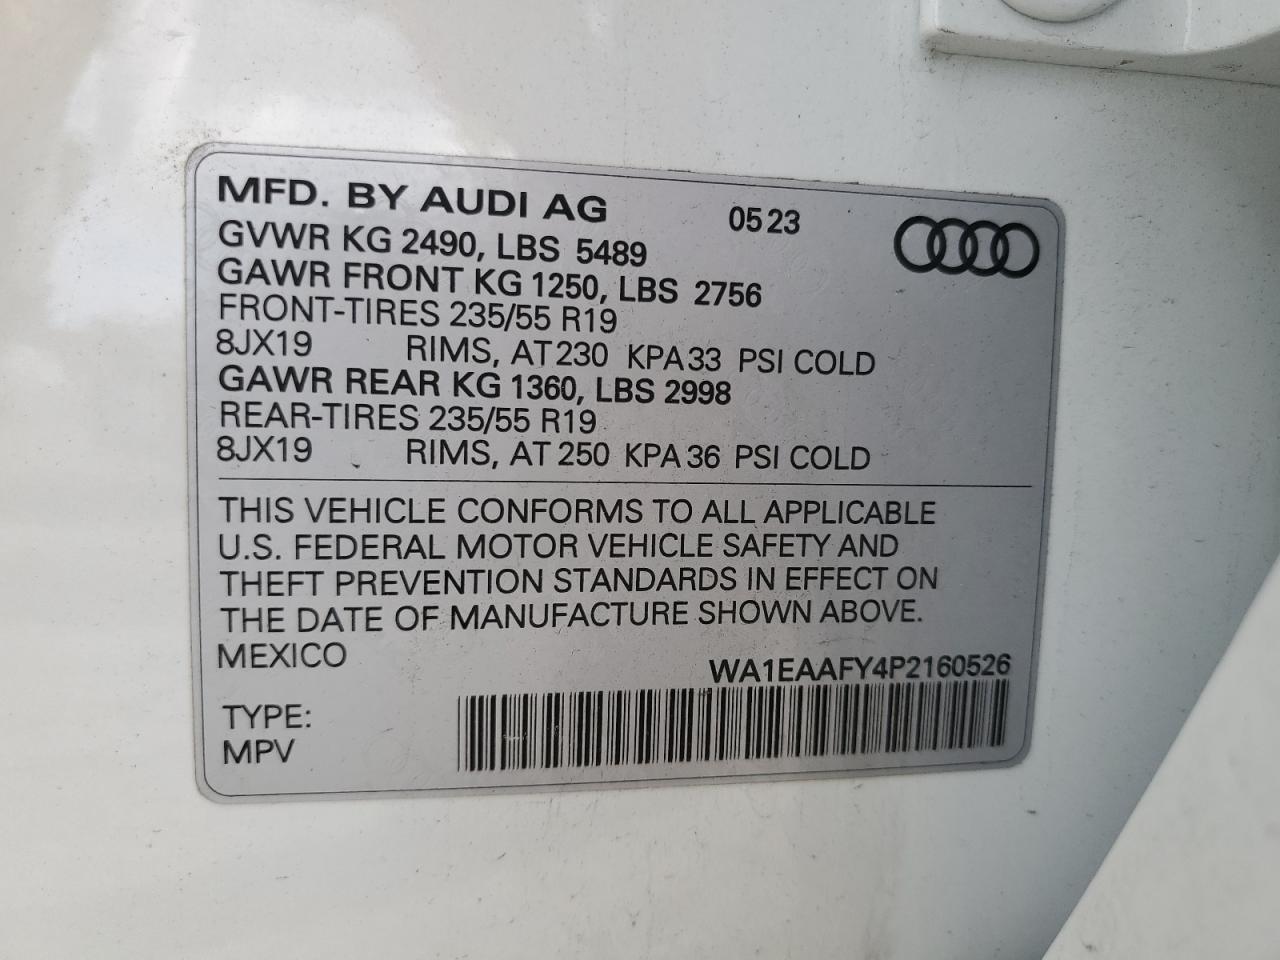 MFD. BY AUDI AG 0523
GVWR KG 2490, LBS 5489
GAWR FRONT KG 1250, LBS 2756
FRONT-TIRES 235/55 R19
8JX19 RIMS, AT 230 KPA 33 PSI COLD
GAWR REAR KG 1360, LBS 2998
REAR-TIRES 235/55 R19
8JX19 RIMS, AT 250 KPA 36 PSI COLD
THIS VEHICLE CONFORMS TO ALL APPLICABLE
U.S. FEDERAL MOTOR VEHICLE SAFETY AND
THEFT PREVENTION STANDARDS IN EFFECT ON
THE DATE OF MANUFACTURE SHOWN ABOVE.
MEXICO WA1EAAFY4P2160526
TYPE:
MPV